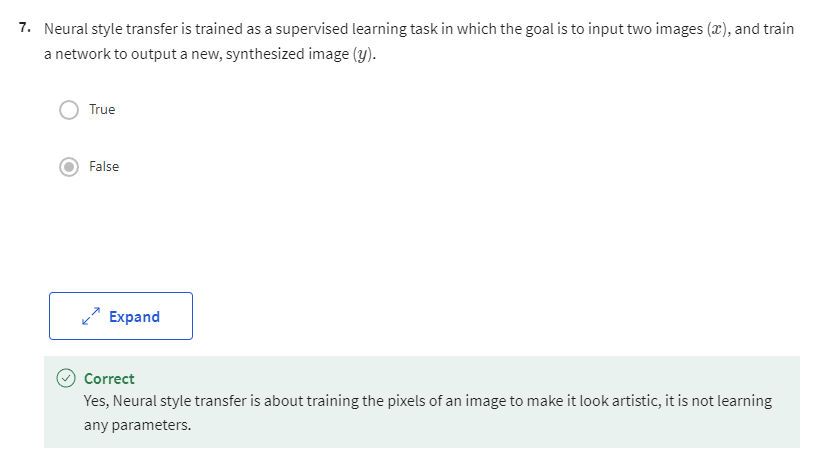 7. Neural style transfer is trained as a supervised learning task in which the goal is to input two images (x), and train
a network to output a new, synthesized image (y).
True
False
Expand
Correct
Yes, Neural style transfer is about training the pixels of an image to make it look artistic, it is not learning
any parameters.